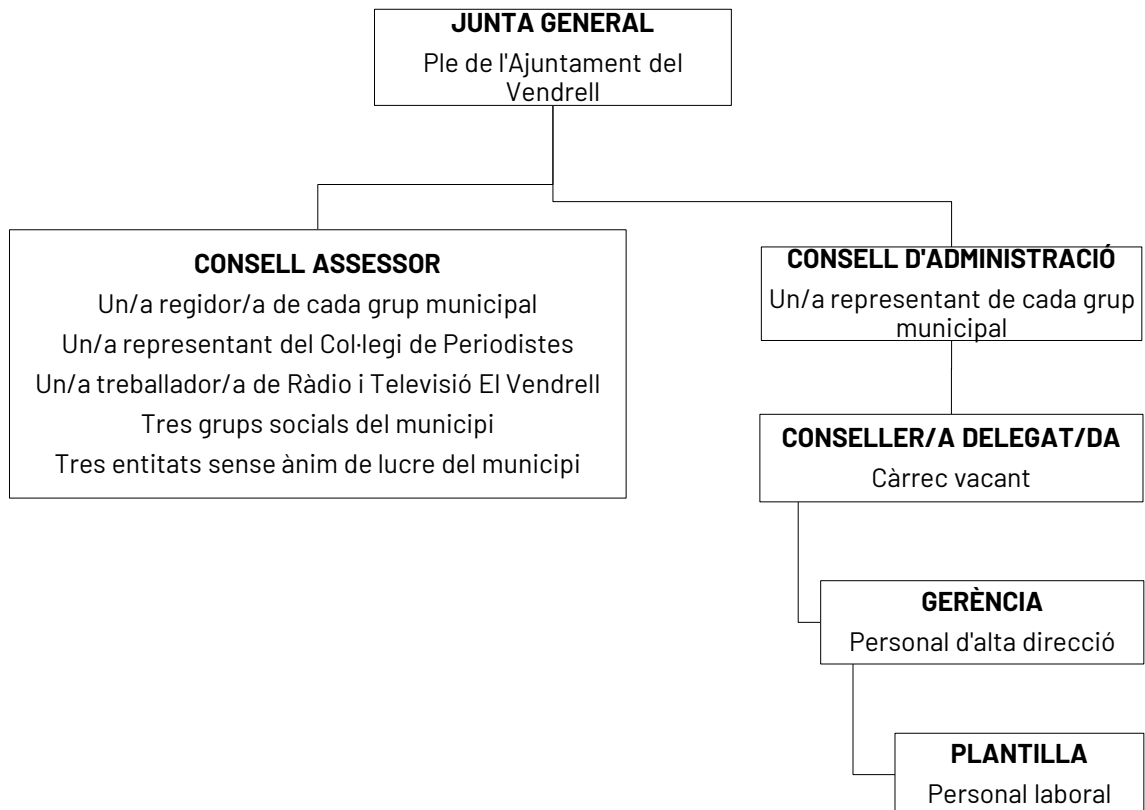 JUNTA GENERAL
Ple de l'Ajuntament del
Vendrell
CONSELL ASSESSOR
Un/a regidor/a de cada grup municipal
Un/a representant del Col·legi de Periodistes
Un/a treballador/a de Ràdio i Televisió El Vendrell
Tres grups socials del municipi
Tres entitats sense ànim de lucre del municipi
CONSELL D'ADMINISTRACIÓ
Un/a representant de cada grup
municipal
CONSELLER/A DELEGAT/DA
Càrrec vacant
GERÈNCIA
Personal d'alta direcció
PLANTILLA
Personal laboral